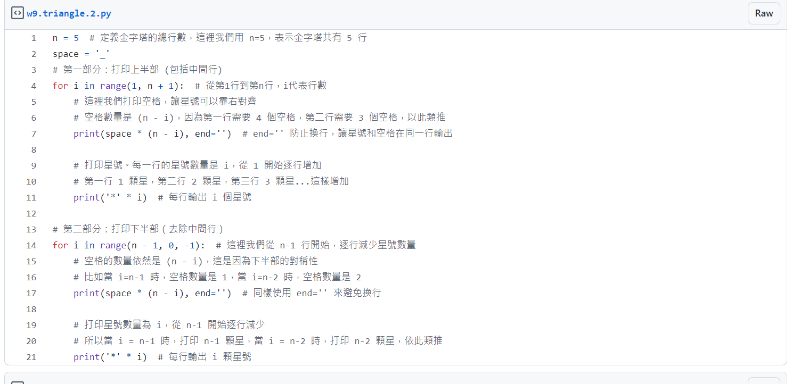 w9.triangle.2.py
Raw
1 n = 5  # 定義金字塔的總行數，這裡我們用 n=5，表示金字塔共有 5 行
2 space = '_'
3 # 第一部分：打印上半部 (包括中間行)
4 for i in range(1, n + 1):  # 從第1行到第n行，i代表行數
5     # 這裡我們打印空格，讓星號可以靠右對齊
6     # 空格數量是 (n - i)，因為第一行需要 4 個空格，第二行需要 3 個空格，以此類推
7     print(space * (n - i), end='')  # end='' 防止換行，讓星號和空格在同一行輸出
8
9     # 打印星號，每一行的星號數量是 i，從 1 開始逐行增加
10     # 第一行 1 顆星，第二行 2 顆星，第三行 3 顆星...這樣增加
11     print('*' * i)  # 每行輸出 i 個星號
12
13 # 第二部分：打印下半部 (去除中間行)
14 for i in range(n - 1, 0, -1):  # 這裡我們從 n-1 行開始，逐行減少星號數量
15     # 空格的數量依然是 (n - i)，這是因為下半部的對稱性
16     # 比如當 i=n-1 時，空格數量是 1，當 i=n-2 時，空格數量是 2
17     print(space * (n - i), end='')  # 同樣使用 end='' 來避免換行
18
19     # 打印星號數量為 i，從 n-1 開始逐行減少
20     # 所以當 i = n-1 時，打印 n-1 顆星，當 i = n-2 時，打印 n-2 顆星，依此類推
21     print('*' * i)  # 每行輸出 i 顆星號